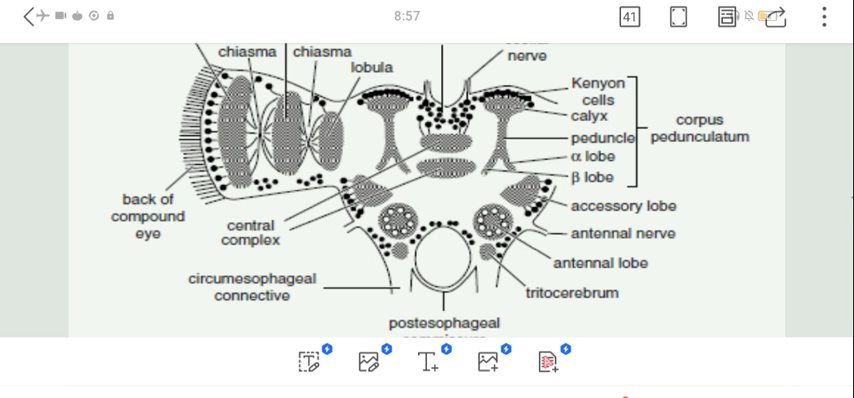 8:57
41
chiasma
chiasma
lobula
nerve
Kenyon
cells
calyx
peduncle
α lobe
β lobe
corpus
pedunculatum
accessory lobe
antennal nerve
antennal lobe
tritocerebrum
back of
compound
eye
central
complex
circumesophageal
connective
postesophageal